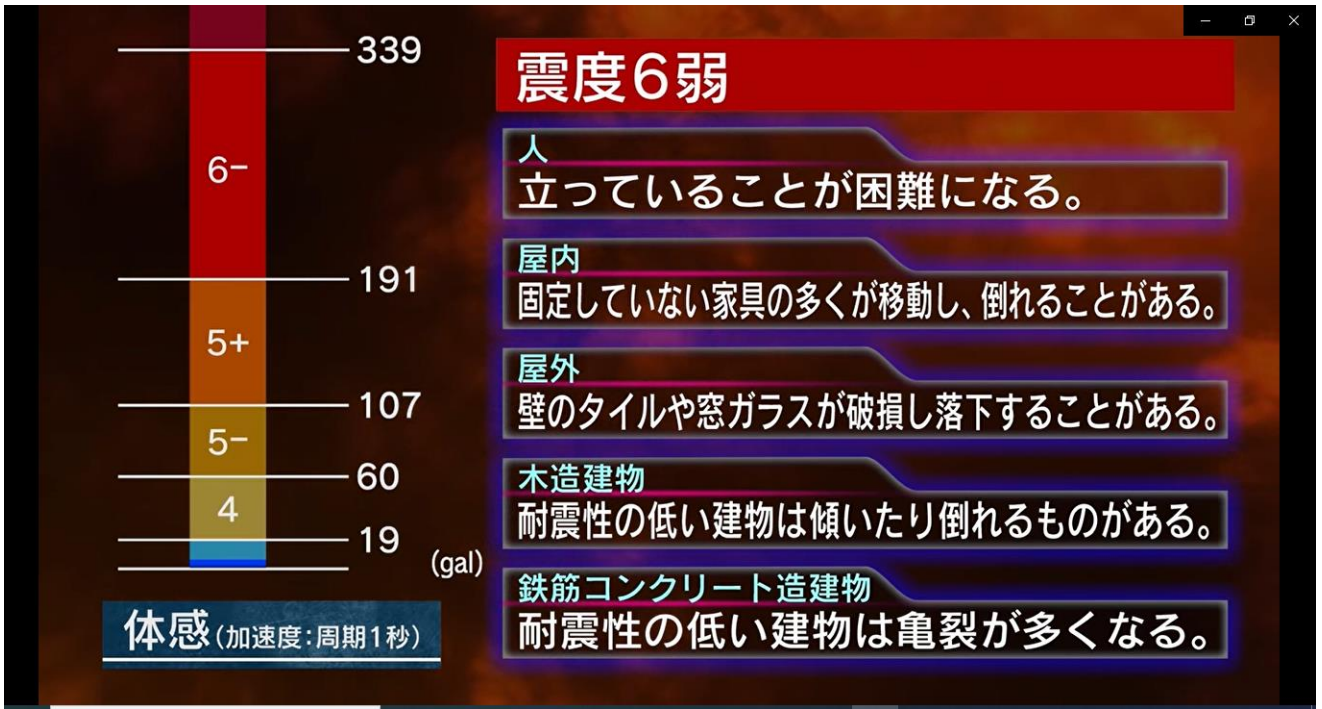 339
6-
191
5+
107
5-
60
4
19
(gal)
体感(加速度:周期1秒)
震度6弱
人
立っていることが困難になる。
屋内
固定していない家具の多くが移動し、倒れることがある。
屋外
壁のタイルや窓ガラスが破損し落下することがある。
木造建物
耐震性の低い建物は傾いたり倒れるものがある。
鉄筋コンクリート造建物
耐震性の低い建物は亀裂が多くなる。